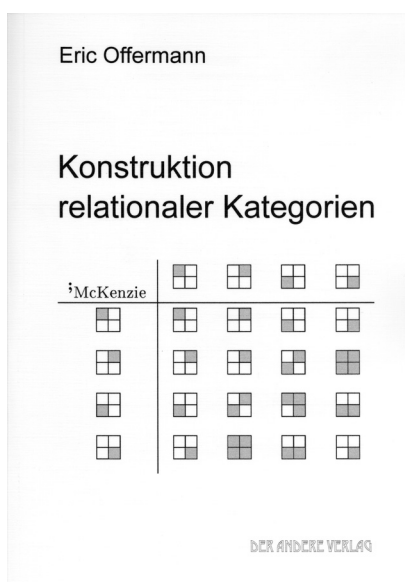 Eric Offermann
Konstruktion
relationaler Kategorien
;McKenzie
DER ANDERE VERLAG